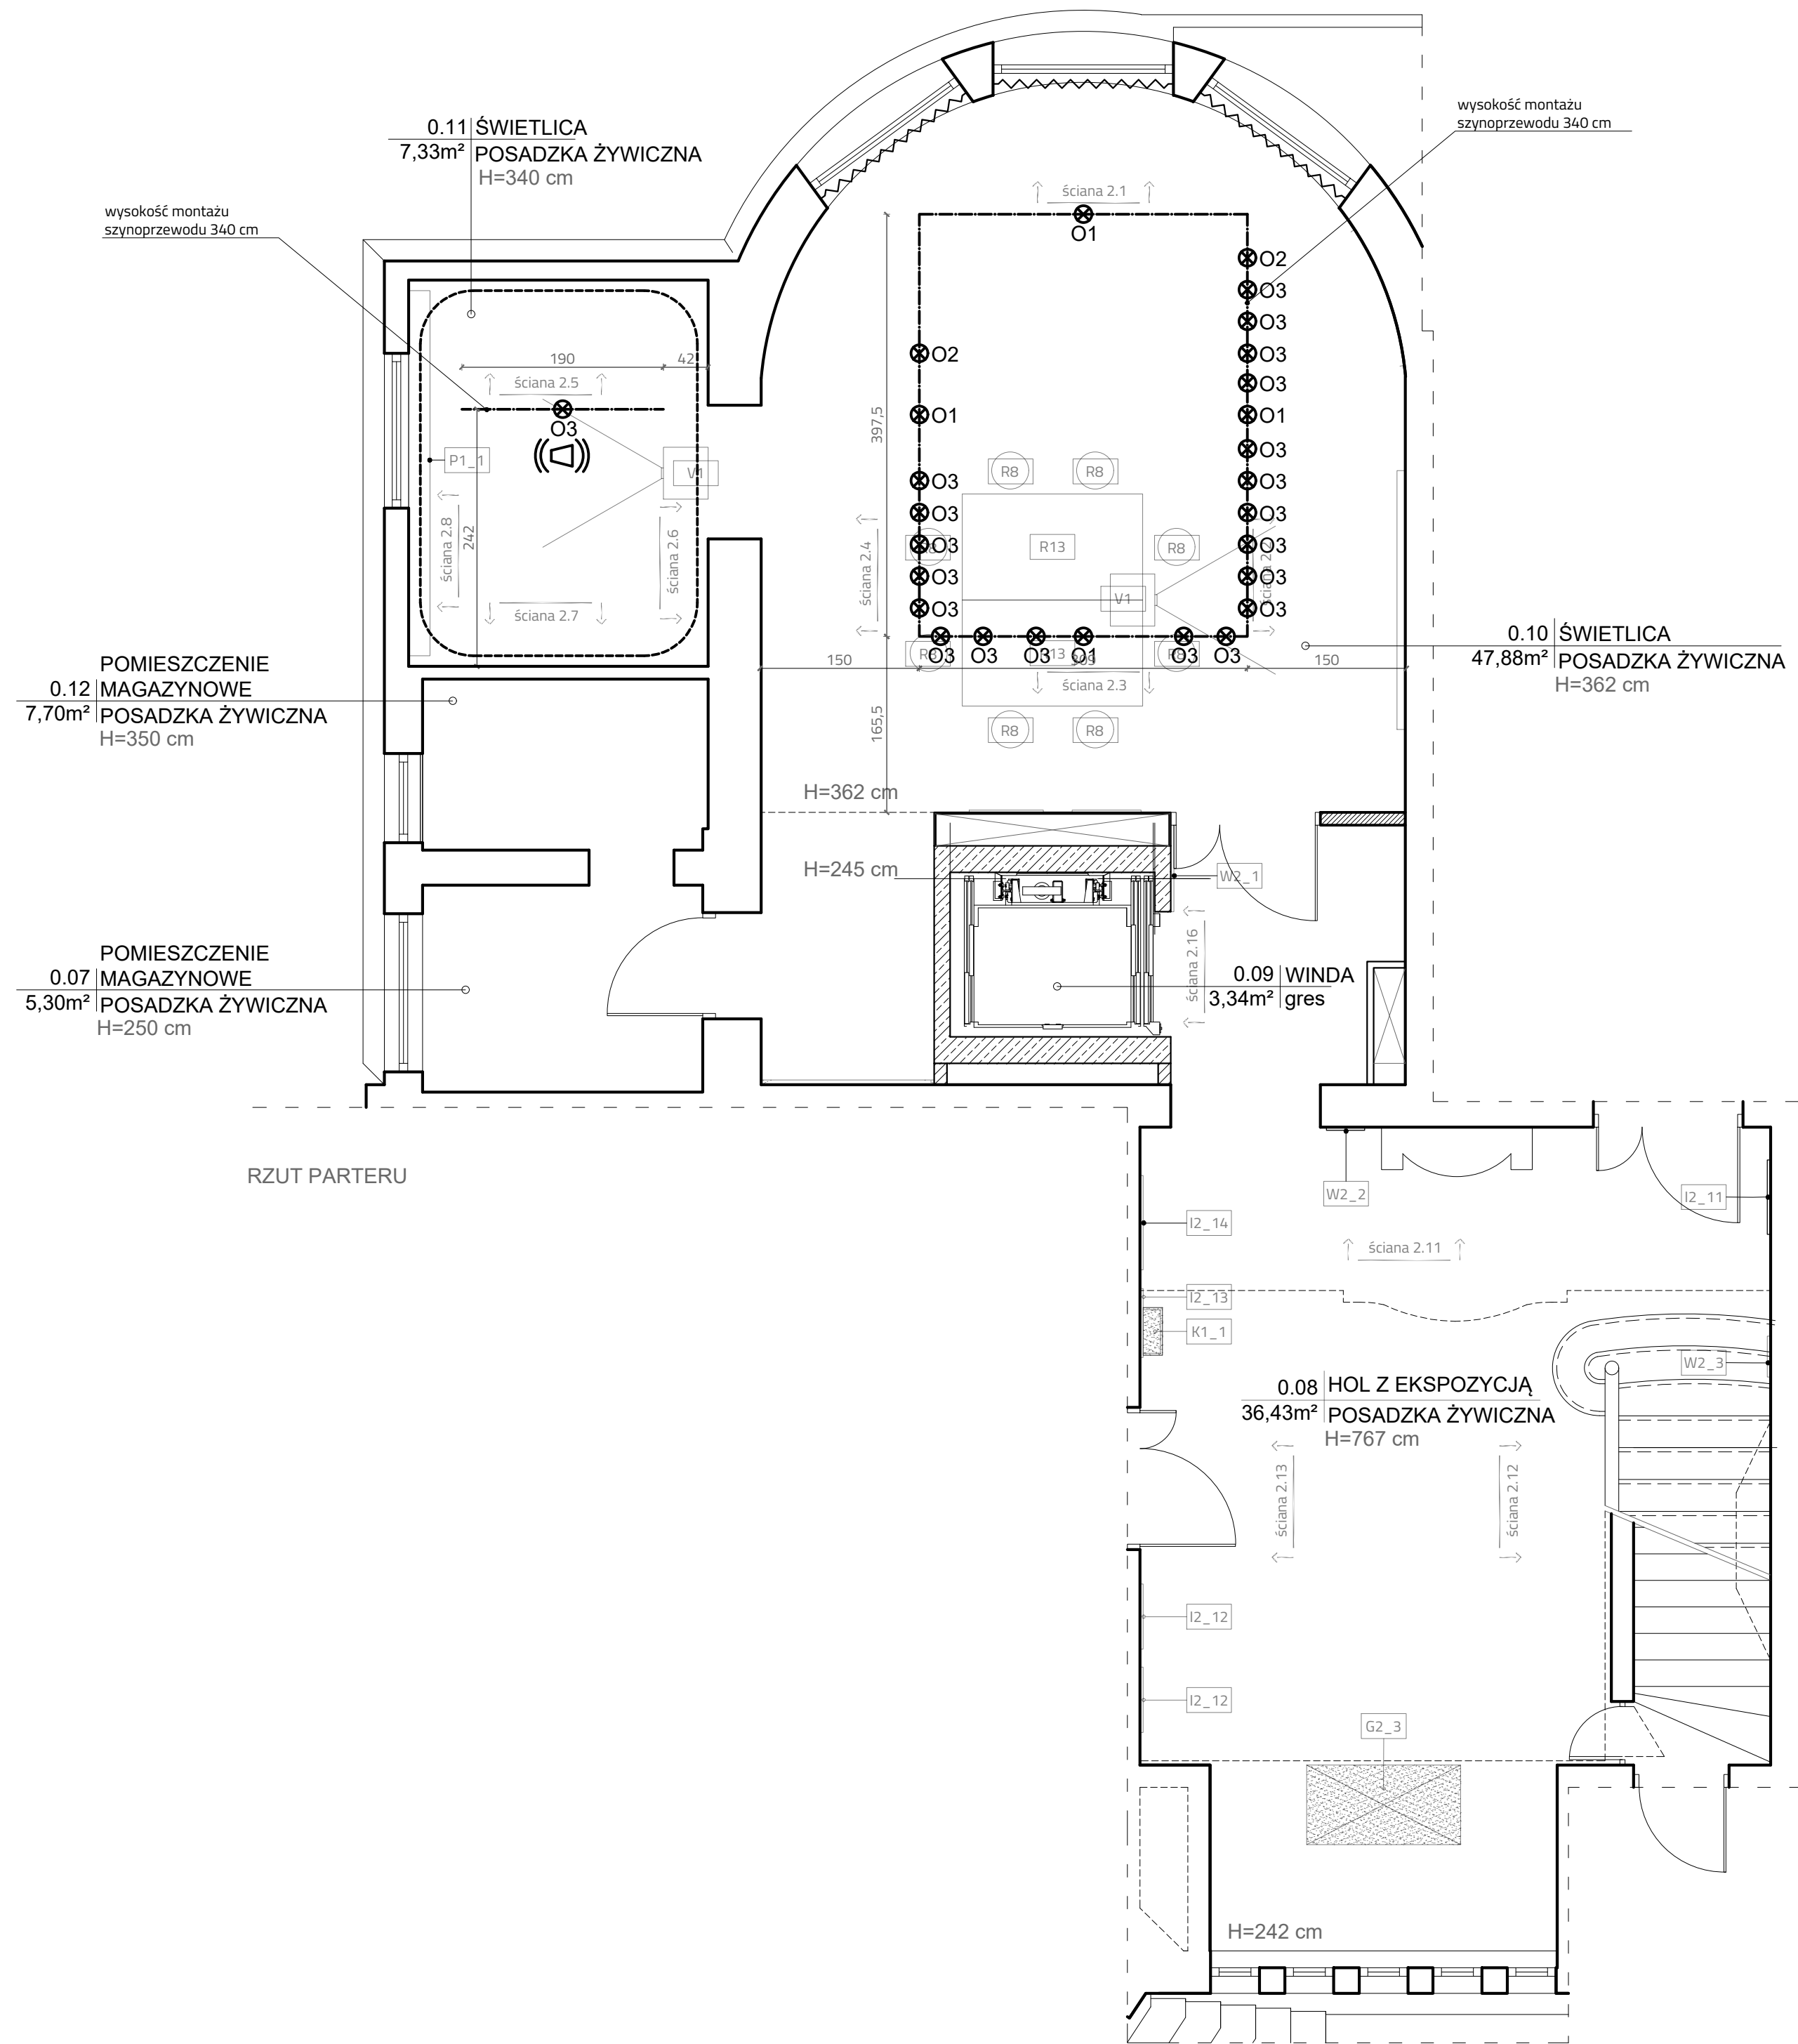 wysokość montażu
szynoprzewodu 340 cm
0.11 ŚWIETLICA
7,33m² POSADZKA ŻYWICZNA
H=340 cm
wysokość montażu
szynoprzewodu 340 cm
ściana 2.1
O1
O2
O3
O3
O3
O3
O1
O3
O3
O3
O3
O3
O3
O2
O1
O3
O3
O3
O3
O3
O3
O3
O3
O1
O3
O3
397,5
190
42
ściana 2.5
O3
P1_1
V1
ściana 2.8
242
ściana 2.6
ściana 2.7
R8
R8
R8
R13
R8
ściana 2.4
V1
ściana 2.2
R8
R13
R8
150
309
150
ściana 2.3
165,5
R8
R8
0.10 ŚWIETLICA
47,88m² POSADZKA ŻYWICZNA
H=362 cm
POMIESZCZENIE
0.12 MAGAZYNOWE
7,70m² POSADZKA ŻYWICZNA
H=350 cm
H=362 cm
H=245 cm
W2_1
ściana 2.16
POMIESZCZENIE
0.07 MAGAZYNOWE
5,30m² POSADZKA ŻYWICZNA
H=250 cm
0.09 WINDA
3,34m² gres
RZUT PARTERU
W2_2
I2_11
I2_14
ściana 2.11
I2_13
K1_1
W2_3
0.08 HOL Z EKSPOZYCJĄ
36,43m² POSADZKA ŻYWICZNA
H=767 cm
ściana 2.13
ściana 2.12
I2_12
I2_12
G2_3
H=242 cm